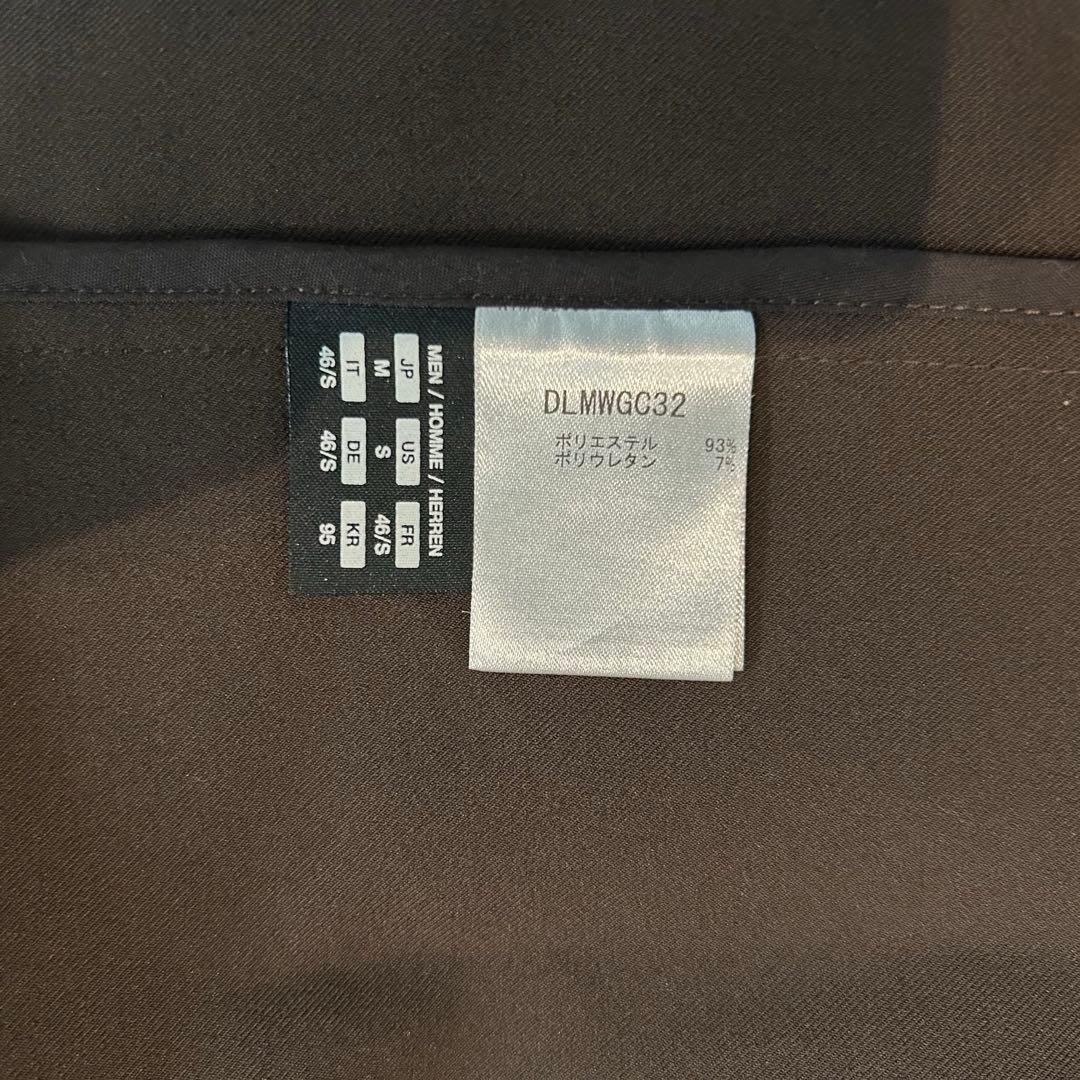 MEN / HOMME / HERREN
JP US FR
M S 46/S
IT DE KR
46/S 46/S 95
DLMWGC32
ポリエステル 93%
ポリウレタン 7%